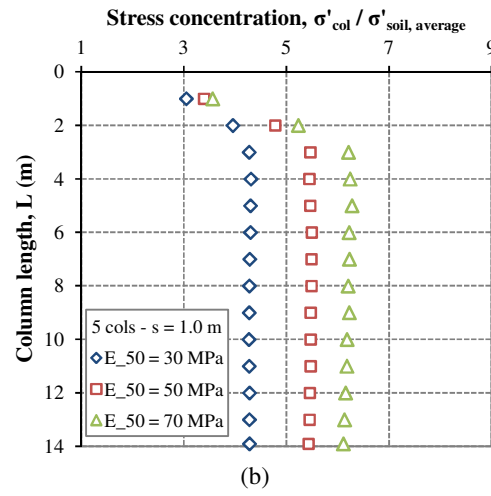 Stress concentration, σ'col / σ'soil, average
1 3 5 7 9
Column length, L (m)
0
2
4
6
8
10
12
14
5 cols - s = 1.0 m
E_50 = 30 MPa
E_50 = 50 MPa
E_50 = 70 MPa
(b)